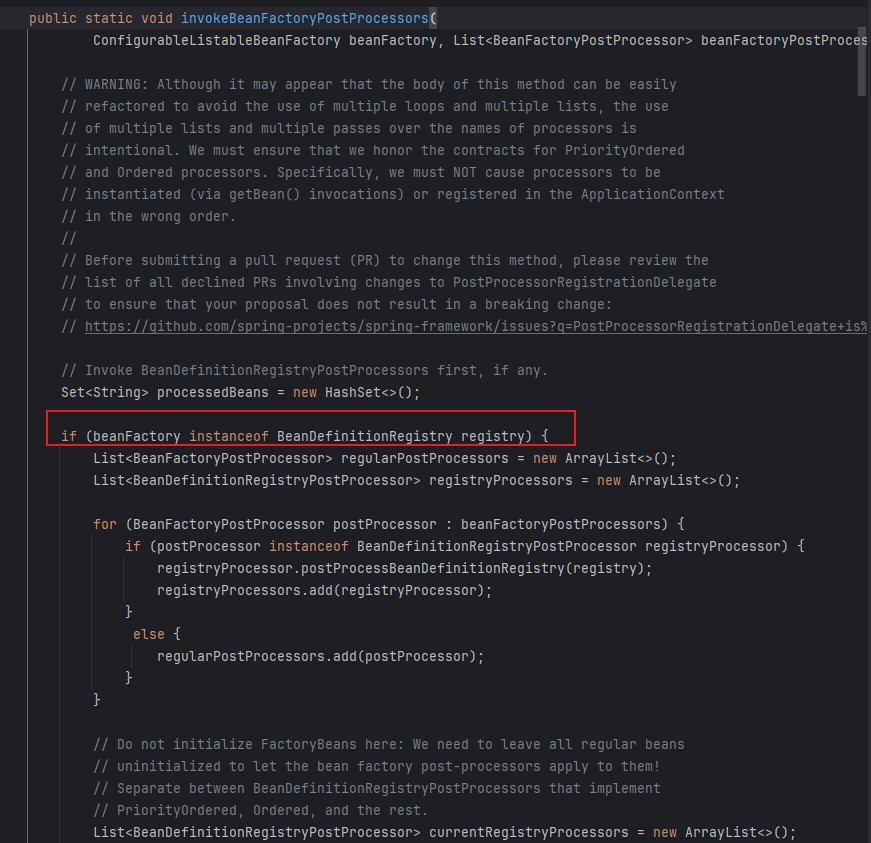 public static void invokeBeanFactoryPostProcessors(
ConfigurableListableBeanFactory beanFactory, List<BeanFactoryPostProcessor> beanFactoryPostProces
// WARNING: Although it may appear that the body of this method can be easily
// refactored to avoid the use of multiple loops and multiple lists, the use
// of multiple lists and multiple passes over the names of processors is
// intentional. We must ensure that we honor the contracts for PriorityOrdered
// and Ordered processors. Specifically, we must NOT cause processors to be
// instantiated (via getBean() invocations) or registered in the ApplicationContext
// in the wrong order.
//
// Before submitting a pull request (PR) to change this method, please review the
// list of all declined PRs involving changes to PostProcessorRegistrationDelegate
// to ensure that your proposal does not result in a breaking change:
// https://github.com/spring-projects/spring-framework/issues?q=PostProcessorRegistrationDelegate+is%
// Invoke BeanDefinitionRegistryPostProcessors first, if any.
Set<String> processedBeans = new HashSet<>();
if (beanFactory instanceof BeanDefinitionRegistry registry) {
List<BeanFactoryPostProcessor> regularPostProcessors = new ArrayList<>();
List<BeanDefinitionRegistryPostProcessor> registryProcessors = new ArrayList<>();
for (BeanFactoryPostProcessor postProcessor : beanFactoryPostProcessors) {
if (postProcessor instanceof BeanDefinitionRegistryPostProcessor registryProcessor) {
registryProcessor.postProcessBeanDefinitionRegistry(registry);
registryProcessors.add(registryProcessor);
}
else {
regularPostProcessors.add(postProcessor);
}
}
// Do not initialize FactoryBeans here: We need to leave all regular beans
// uninitialized to let the bean factory post-processors apply to them!
// Separate between BeanDefinitionRegistryPostProcessors that implement
// PriorityOrdered, Ordered, and the rest.
List<BeanDefinitionRegistryPostProcessor> currentRegistryProcessors = new ArrayList<>();